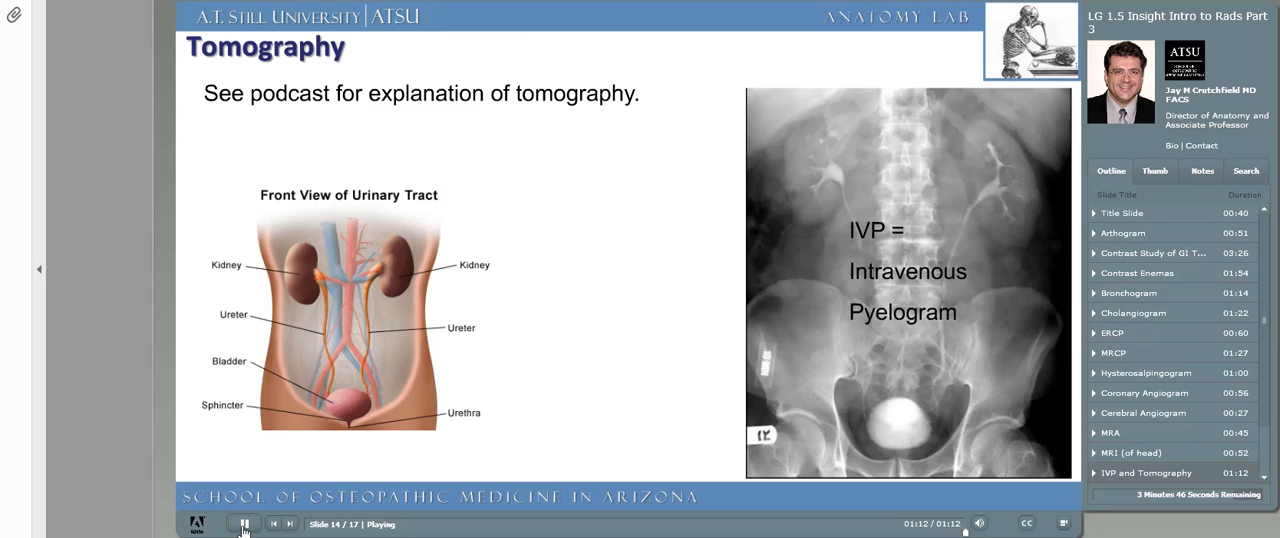 A.T. STILL UNIVERSITY | ATSU
ANATOMY LAB
Tomography
See podcast for explanation of tomography.
Front View of Urinary Tract
Kidney
Kidney
Ureter
Ureter
Bladder
Sphincter
Urethra
IVP =
Intravenous
Pyelogram
SCHOOL OF OSTEOPATHIC MEDICINE IN ARIZONA
Slide 14 / 17 | Playing
01:12 / 01:12
CC
LG 1.5 Insight Intro to Rads Part
3
ATSU
Jay M Crutchfield MD
FACS
Director of Anatomy and
Associate Professor
Bio | Contact
Outline Thumb Notes Search
Slide Title Duration
Title Slide 00:40
Arthogram 00:51
Contrast Study of GI T... 03:26
Contrast Enemas 01:54
Bronchogram 01:14
Cholangiogram 01:22
ERCP 00:60
MRCP 01:27
Hysterosalpingogram 01:00
Coronary Angiogram 00:56
Cerebral Angiogram 00:27
MRA 00:45
MRI (of head) 00:52
IVP and Tomography 01:12
3 Minutes 46 Seconds Remaining